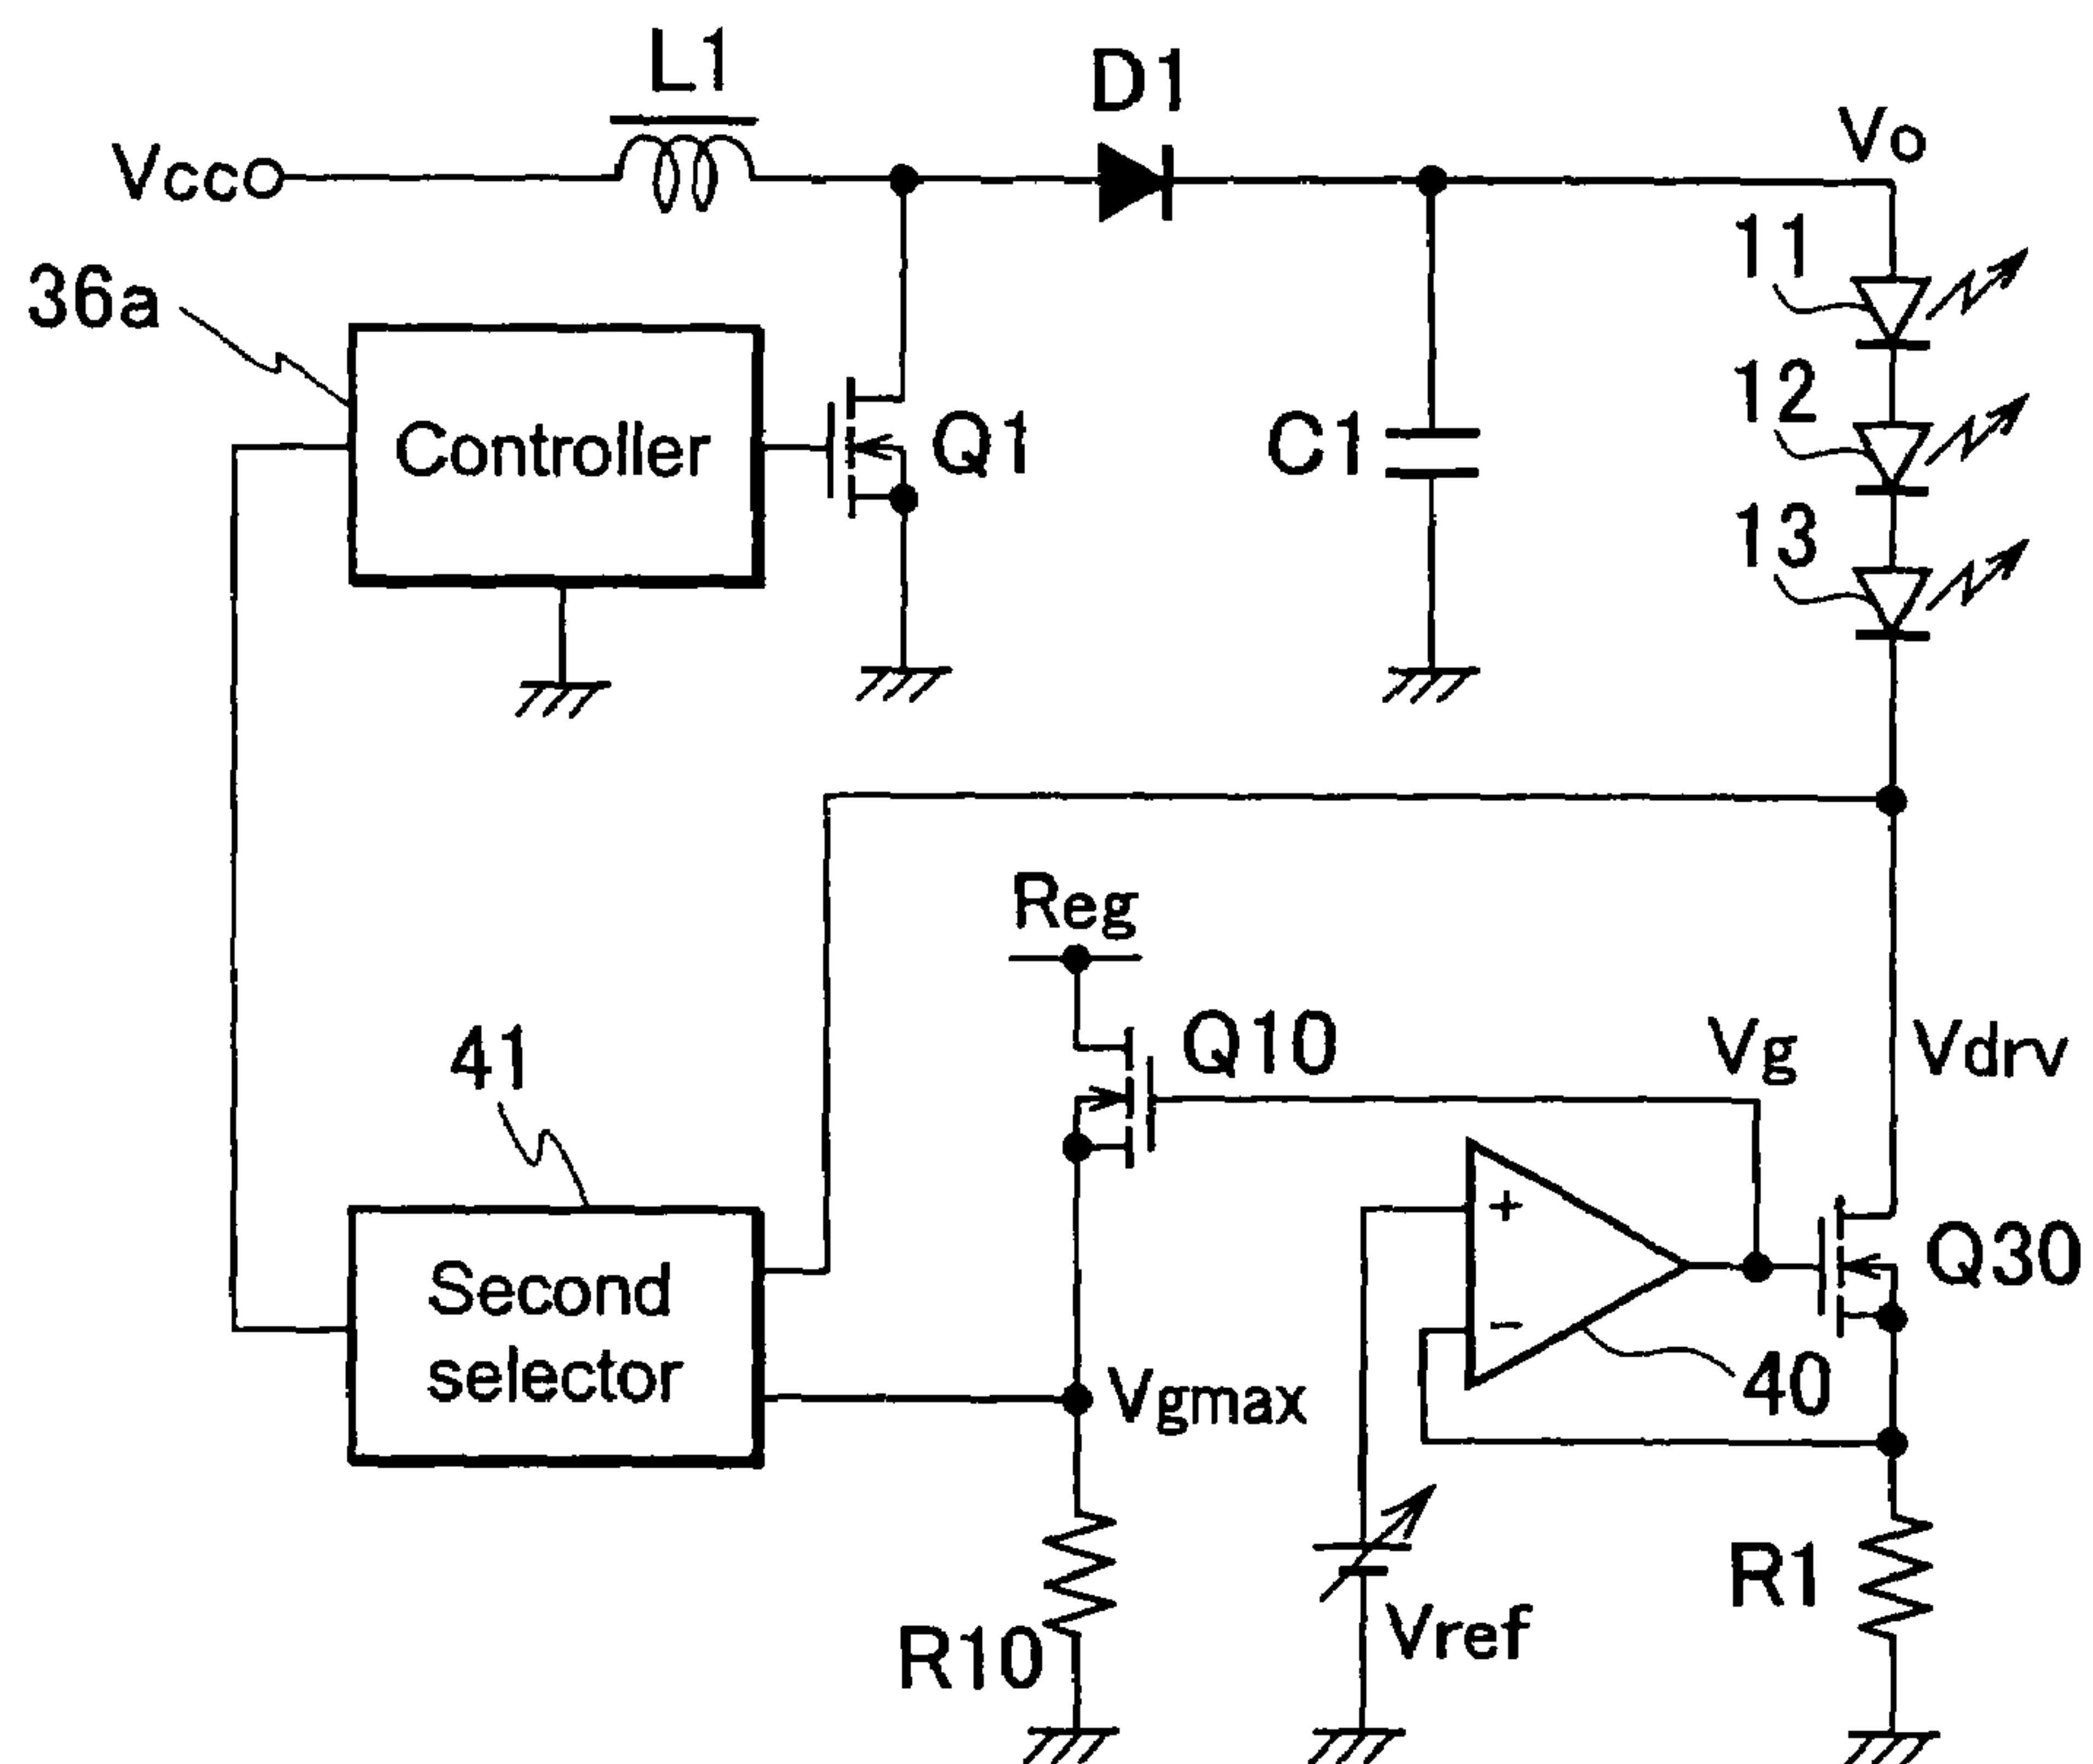 L1
D1
Vcc
Vo
11
36a
12
Controller
Q1
C1
13
Reg
Q10
Vg
Vdrv
41
+
Second
selector
Q30
−
40
Vgmax
R1
Vref
R10